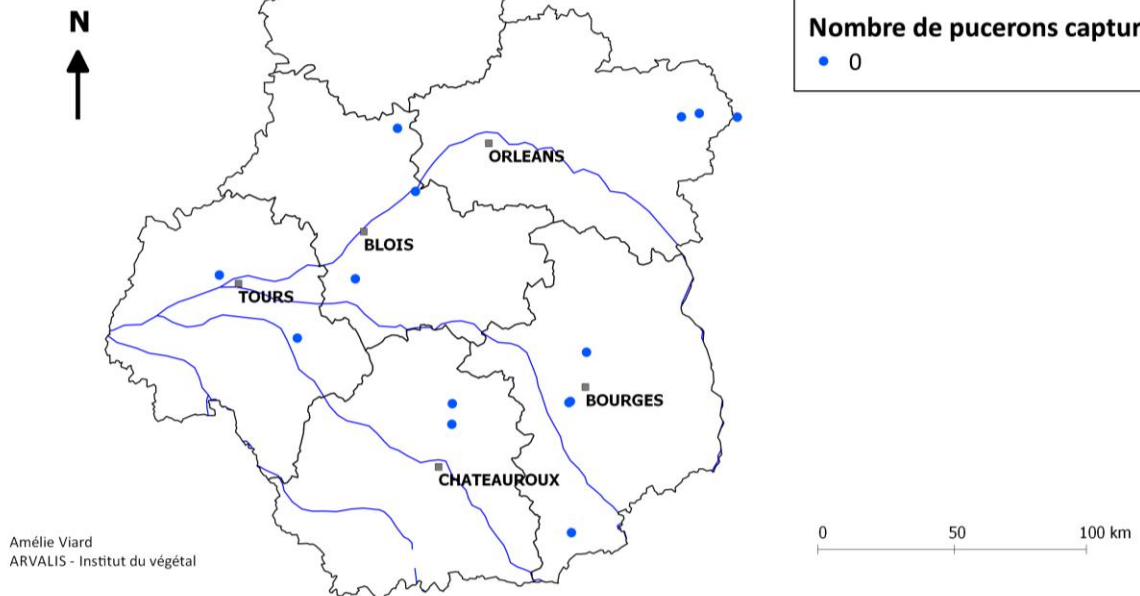 N
Nombre de pucerons captur
0
ORLEANS
BLOIS
TOURS
BOURGES
CHATEAUROUX
Amélie Viard
ARVALIS - Institut du végétal
0 50 100 km